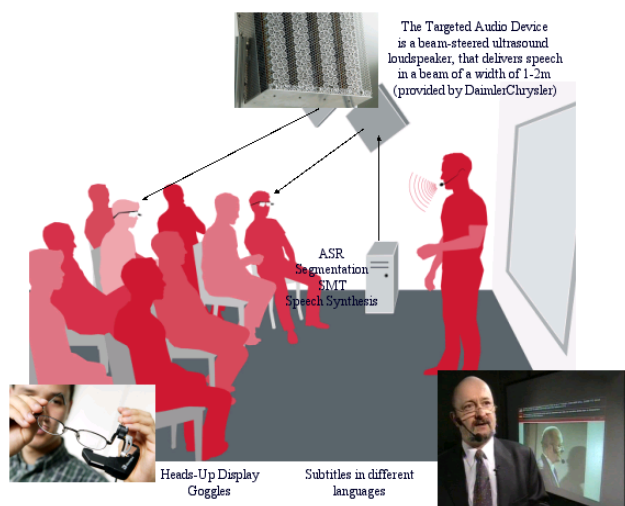 The Targeted Audio Device
is a beam-steered ultrasound
loudspeaker, that delivers speech
in a beam of a width of 1-2m
(provided by DaimlerChrysler)
ASR
Segmentation
SMT
Speech Synthesis
Heads-Up Display
Goggles
Subtitles in different
languages